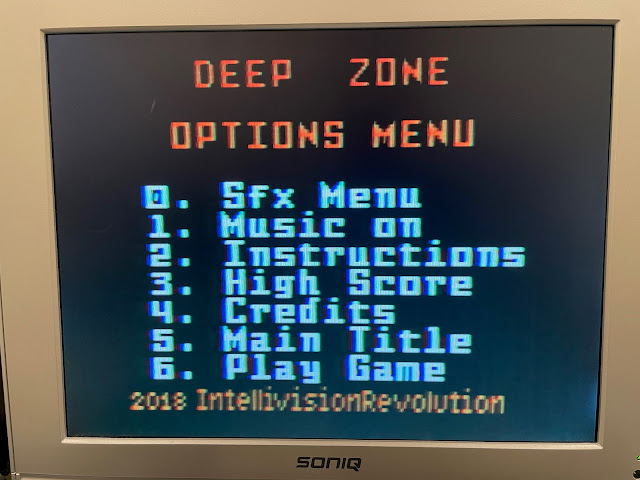 DEEP ZONE
OPTIONS MENU
0. Sfx Menu
1. Music on
2. Instructions
3. High Score
4. Credits
5. Main Title
6. Play Game
2018 IntellivisionRevolution
SONIQ